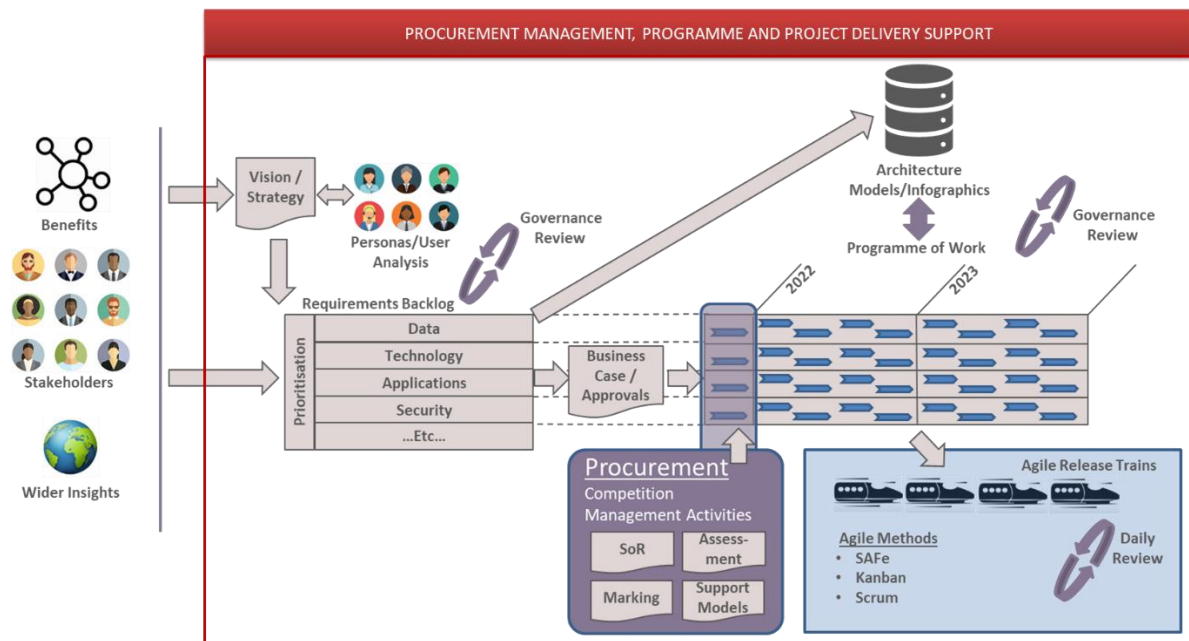 PROCUREMENT MANAGEMENT, PROGRAMME AND PROJECT DELIVERY SUPPORT
Benefits
Stakeholders
Wider Insights
Vision /
Strategy
Personas/User
Analysis
Governance
Review
Architecture
Models/Infographics
Programme of Work
Governance
Review
Requirements Backlog
Prioritisation
Data
Technology
Applications
Security
...Etc...
Business
Case /
Approvals
2022
2023
Procurement
Competition
Management Activities
SoR
Assess-
ment
Marking
Support
Models
Agile Release Trains
Agile Methods
• SAFe
• Kanban
• Scrum
Daily
Review